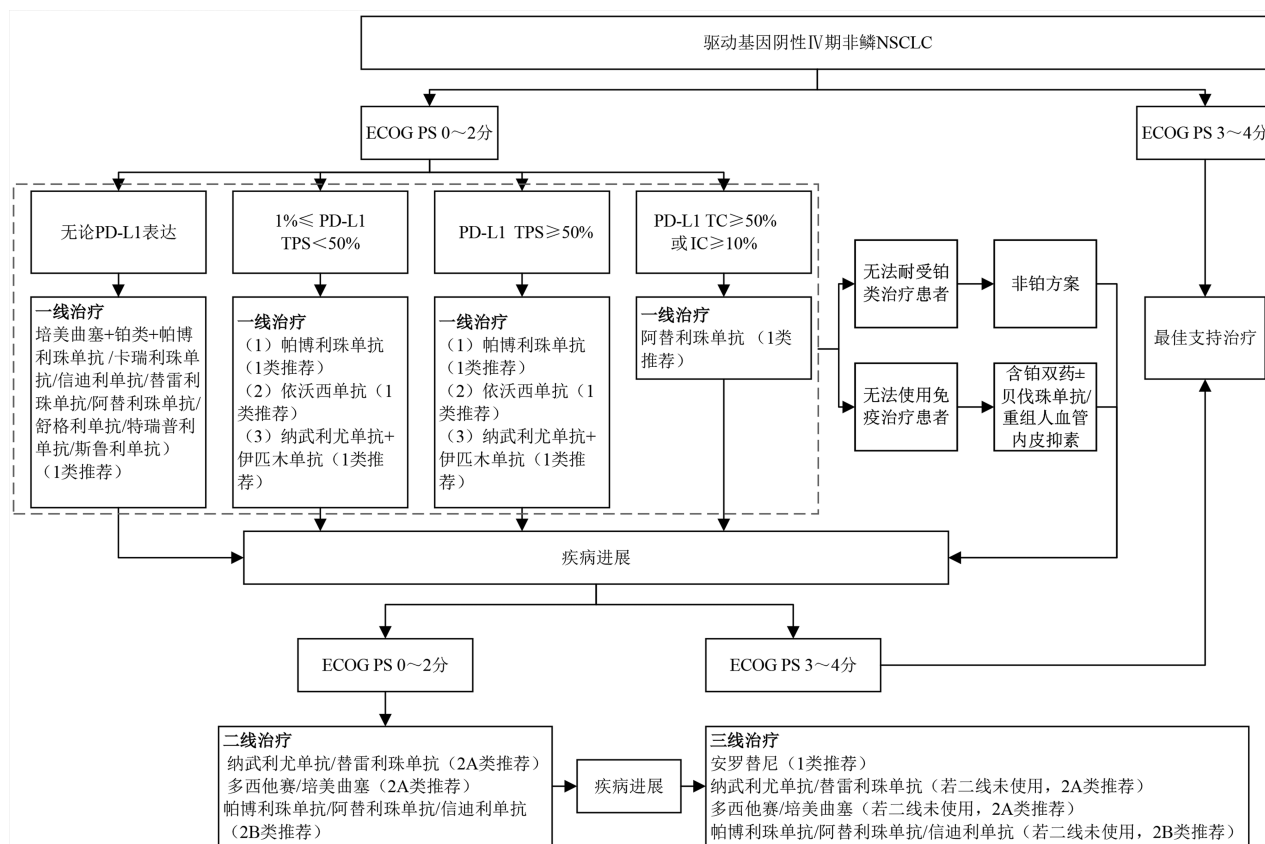 驱动基因阴性Ⅳ期非鳞NSCLC
ECOG PS 0～2分
ECOG PS 3～4分
无论PD-L1表达
1%≤ PD-L1
TPS＜50%
PD-L1 TPS≥50%
PD-L1 TC≥50%
或IC≥10%
一线治疗
培美曲塞+铂类+帕博
利珠单抗 /卡瑞利珠单
抗/信迪利单抗/替雷利
珠单抗/阿替利珠单抗/
舒格利单抗/特瑞普利
单抗/斯鲁利单抗）
（1类推荐）
一线治疗
（1）帕博利珠单抗
（1类推荐）
（2）依沃西单抗（1
类推荐）
（3）纳武利尤单抗+
伊匹木单抗（1类推
荐）
一线治疗
（1）帕博利珠单抗
（1类推荐）
（2）依沃西单抗（1
类推荐）
（3）纳武利尤单抗+
伊匹木单抗（1类推
荐）
一线治疗
阿替利珠单抗 （1类
推荐）
无法耐受铂
类治疗患者
非铂方案
无法使用免
疫治疗患者
含铂双药±
贝伐珠单抗/
重组人血管
内皮抑素
最佳支持治疗
疾病进展
ECOG PS 0～2分
ECOG PS 3～4分
二线治疗
纳武利尤单抗/替雷利珠单抗（2A类推荐）
多西他赛/培美曲塞（2A类推荐）
帕博利珠单抗/阿替利珠单抗/信迪利单抗
（2B类推荐）
疾病进展
三线治疗
安罗替尼（1类推荐）
纳武利尤单抗/替雷利珠单抗（若二线未使用，2A类推荐）
多西他赛/培美曲塞（若二线未使用，2A类推荐）
帕博利珠单抗/阿替利珠单抗/信迪利单抗（若二线未使用，2B类推荐）